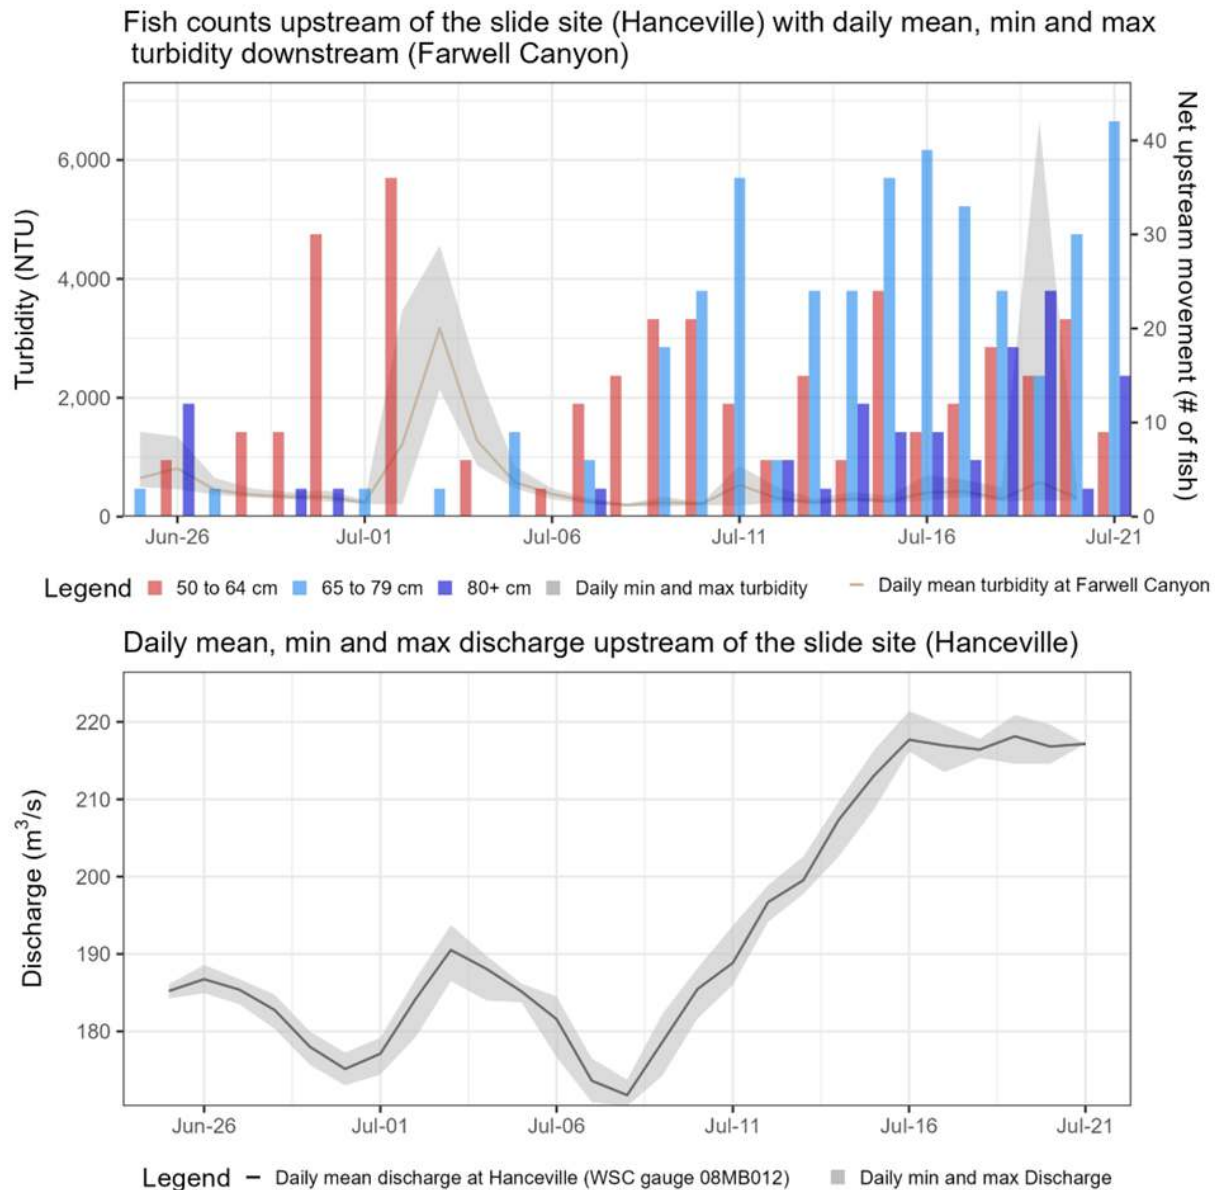 Fish counts upstream of the slide site (Hanceville) with daily mean, min and max
turbidity downstream (Farwell Canyon)
Turbidity (NTU)
6,000
4,000
2,000
0
Net upstream movement (# of fish)
40
30
20
10
0
Jun-26 Jul-01 Jul-06 Jul-11 Jul-16 Jul-21
Legend 50 to 64 cm 65 to 79 cm 80+ cm Daily min and max turbidity Daily mean turbidity at Farwell Canyon
Daily mean, min and max discharge upstream of the slide site (Hanceville)
Discharge (m³/s)
220
210
200
190
180
Jun-26 Jul-01 Jul-06 Jul-11 Jul-16 Jul-21
Legend Daily mean discharge at Hanceville (WSC gauge 08MB012) Daily min and max Discharge